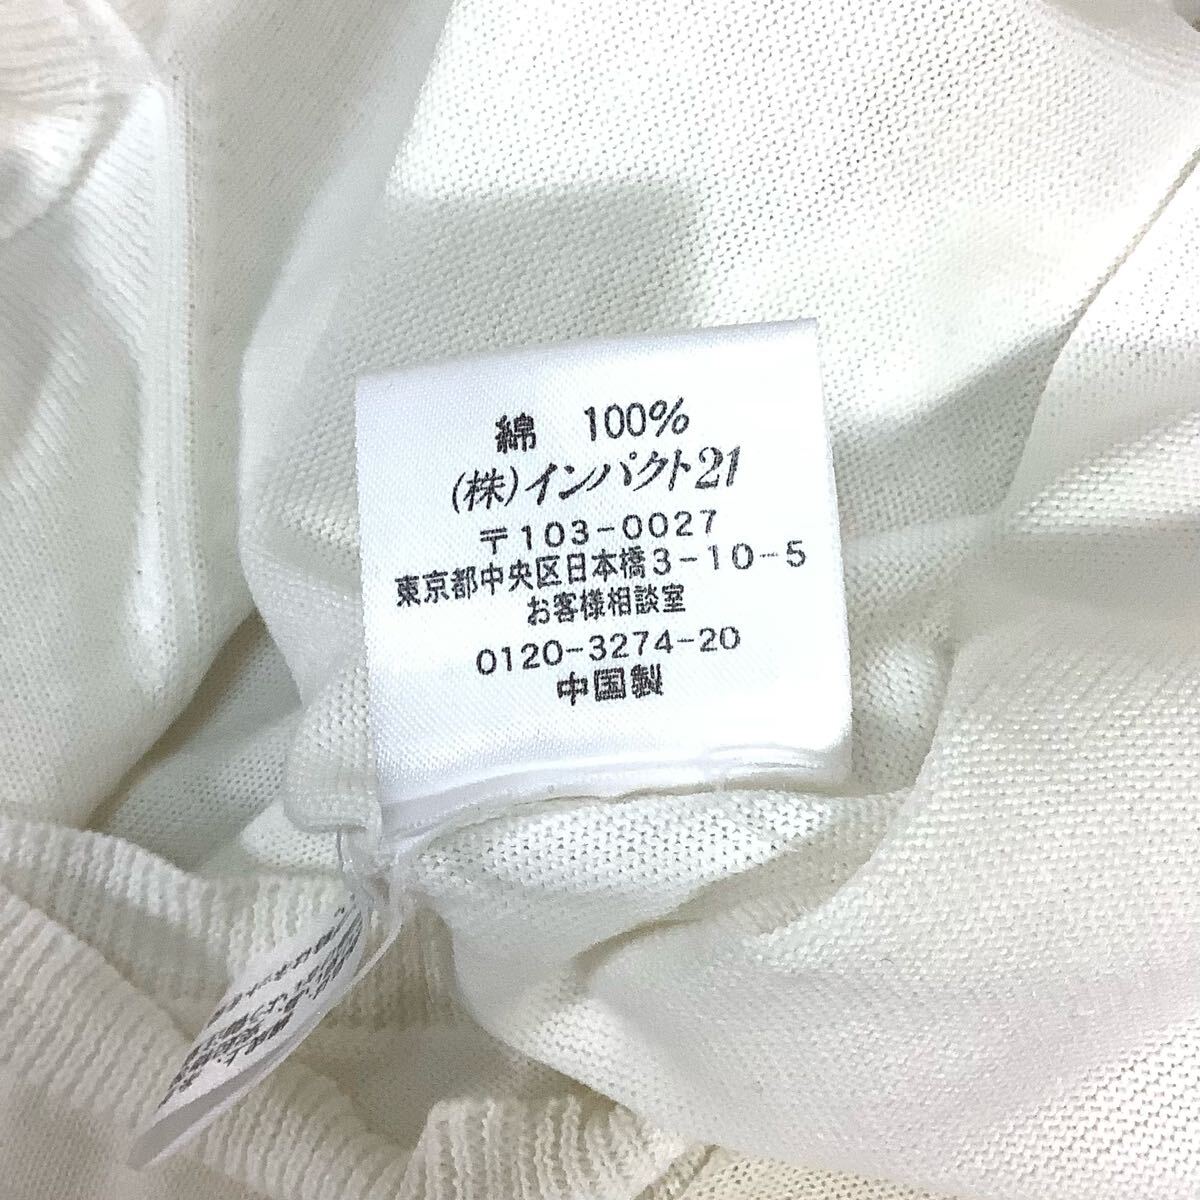 綿 100%
(株)インパクト21
〒103-0027
東京都中央区日本橋3-10-5
お客様相談室
0120-3274-20
中国製